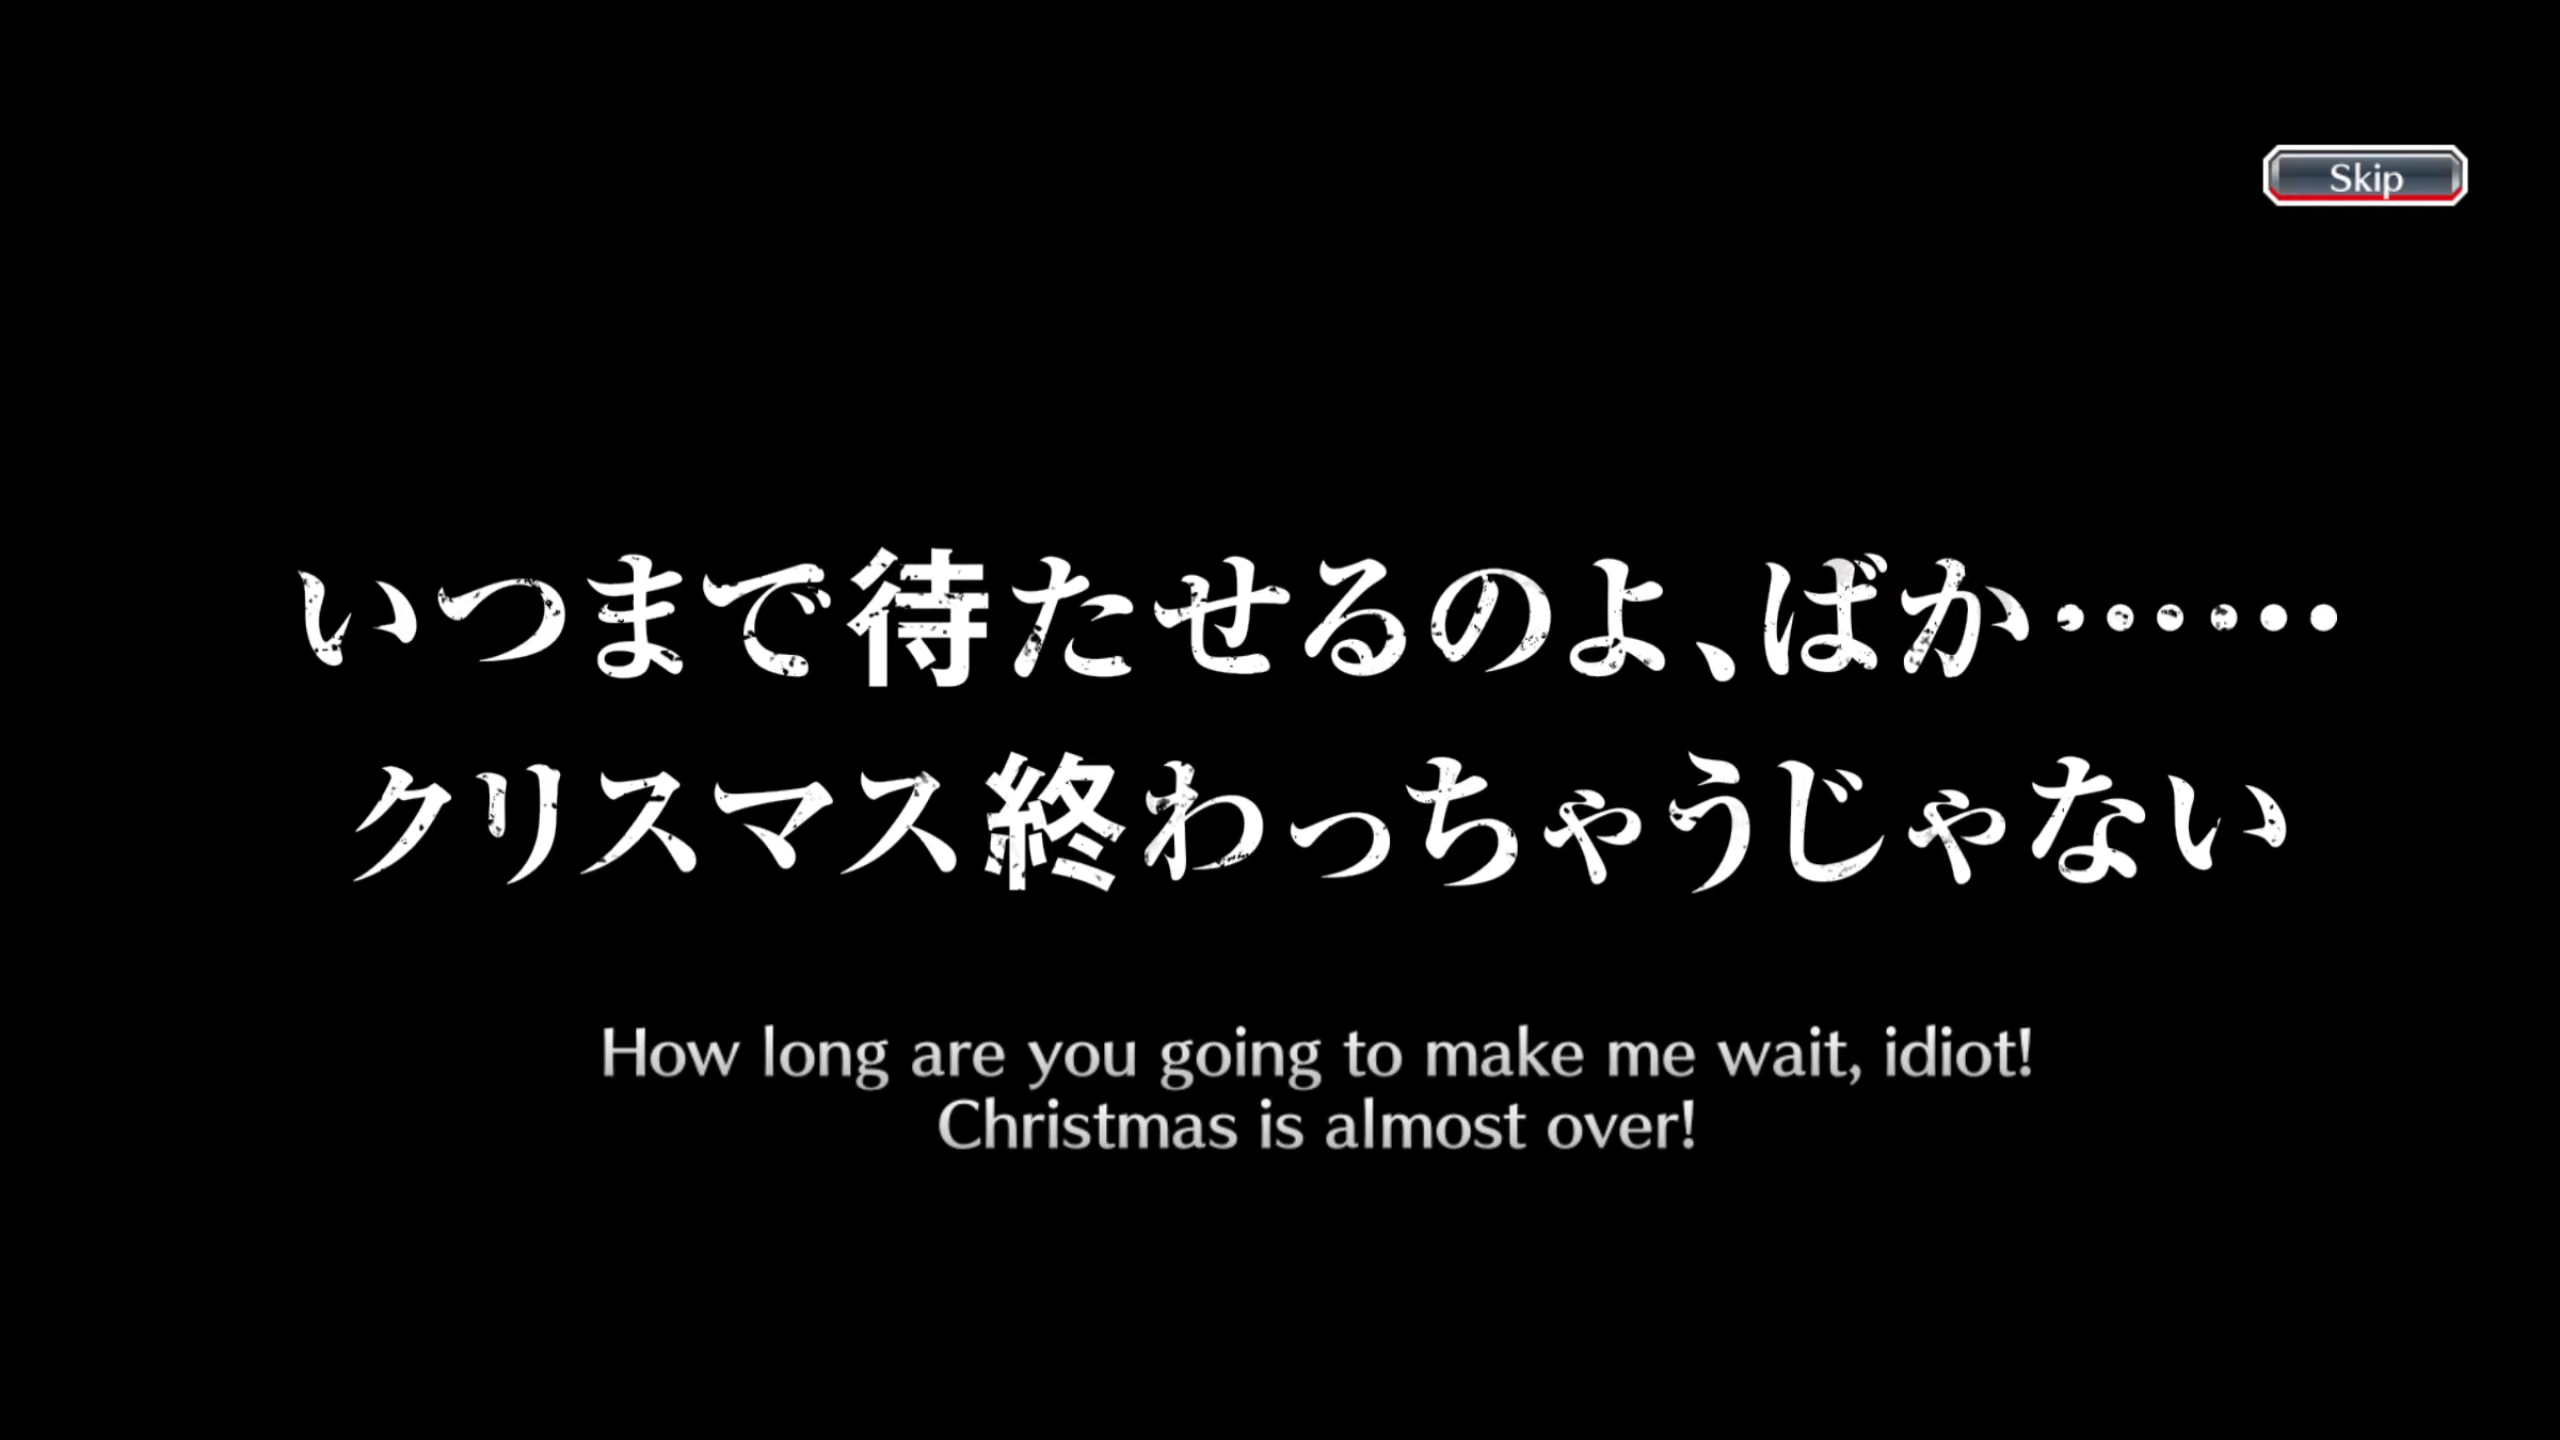 Skip
いつまで待たせるのよ、ばか……
クリスマス終わっちゃうじゃない
How long are you going to make me wait, idiot!
Christmas is almost over!